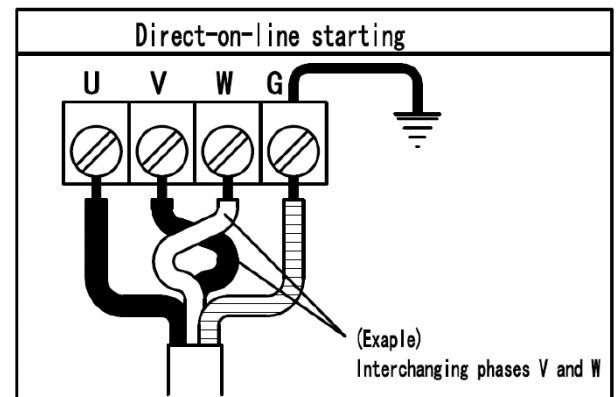 Direct-on-line starting
U V W G
(Exaple)
Interchanging phases V and W